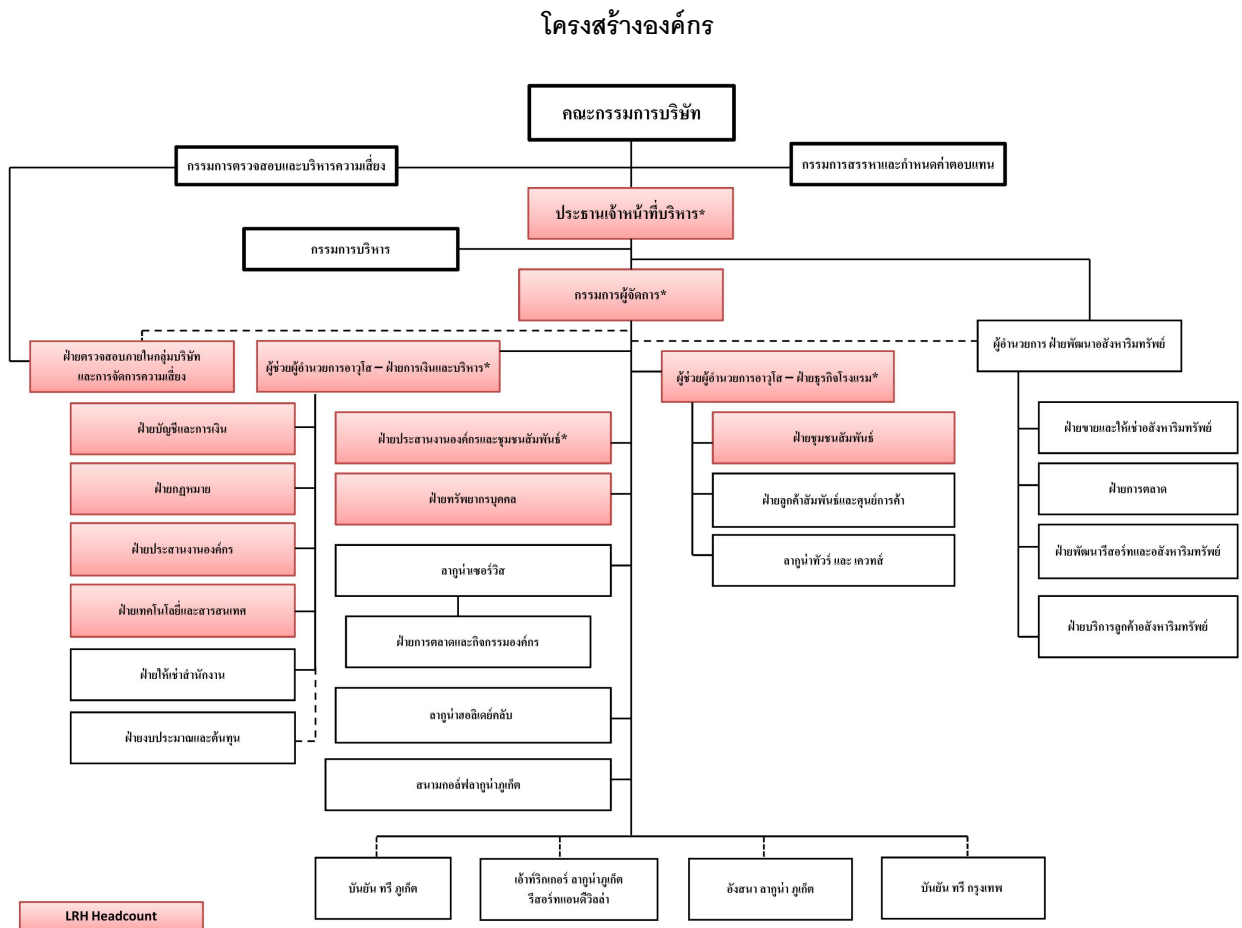 โครงสร้างองค์กร
คณะกรรมการบริษัท
กรรมการตรวจสอบและบริหารความเสี่ยง
กรรมการสรรหาและกำหนดค่าตอบแทน
ประธานเจ้าหน้าที่บริหาร*
กรรมการบริหาร
กรรมการผู้จัดการ*
ผู้อำนวยการ ฝ่ายพัฒนาอสังหาริมทรัพย์
ฝ่ายตรวจสอบภายในกลุ่มบริษัท
และการจัดการความเสี่ยง
ผู้ช่วยผู้อำนวยการอาวุโส – ฝ่ายการเงินและบริหาร*
ผู้ช่วยผู้อำนวยการอาวุโส – ฝ่ายธุรกิจโรงแรม*
ฝ่ายบัญชีและการเงิน
ฝ่ายประสานงานองค์กรและชุมชนสัมพันธ์*
ฝ่ายชุมชนสัมพันธ์
ฝ่ายขายและให้เช่าอสังหาริมทรัพย์
ฝ่ายกฎหมาย
ฝ่ายทรัพยากรบุคคล
ฝ่ายลูกค้าสัมพันธ์และศูนย์การค้า
ฝ่ายการตลาด
ฝ่ายประสานงานองค์กร
ลากูน่าเซอร์วิส
ลากูน่าทัวร์ และ เควทส์
ฝ่ายพัฒนารีสอร์ทและอสังหาริมทรัพย์
ฝ่ายเทคโนโลยี่และสารสนเทศ
ฝ่ายการตลาดและกิจกรรมองค์กร
ฝ่ายบริการลูกค้าอสังหาริมทรัพย์
ฝ่ายให้เช่าสำนักงาน
ลากูน่าฮอลิเดย์คลับ
ฝ่ายงบประมาณและต้นทุน
สนามกอล์ฟลากูน่าภูเก็ต
บันยัน ทรี ภูเก็ต
เอ้าท์ริกเกอร์ ลากูน่าภูเก็ต
รีสอร์ทแอนด์วิลล่า
อังสนา ลากูน่า ภูเก็ต
บันยัน ทรี กรุงเทพ
LRH Headcount